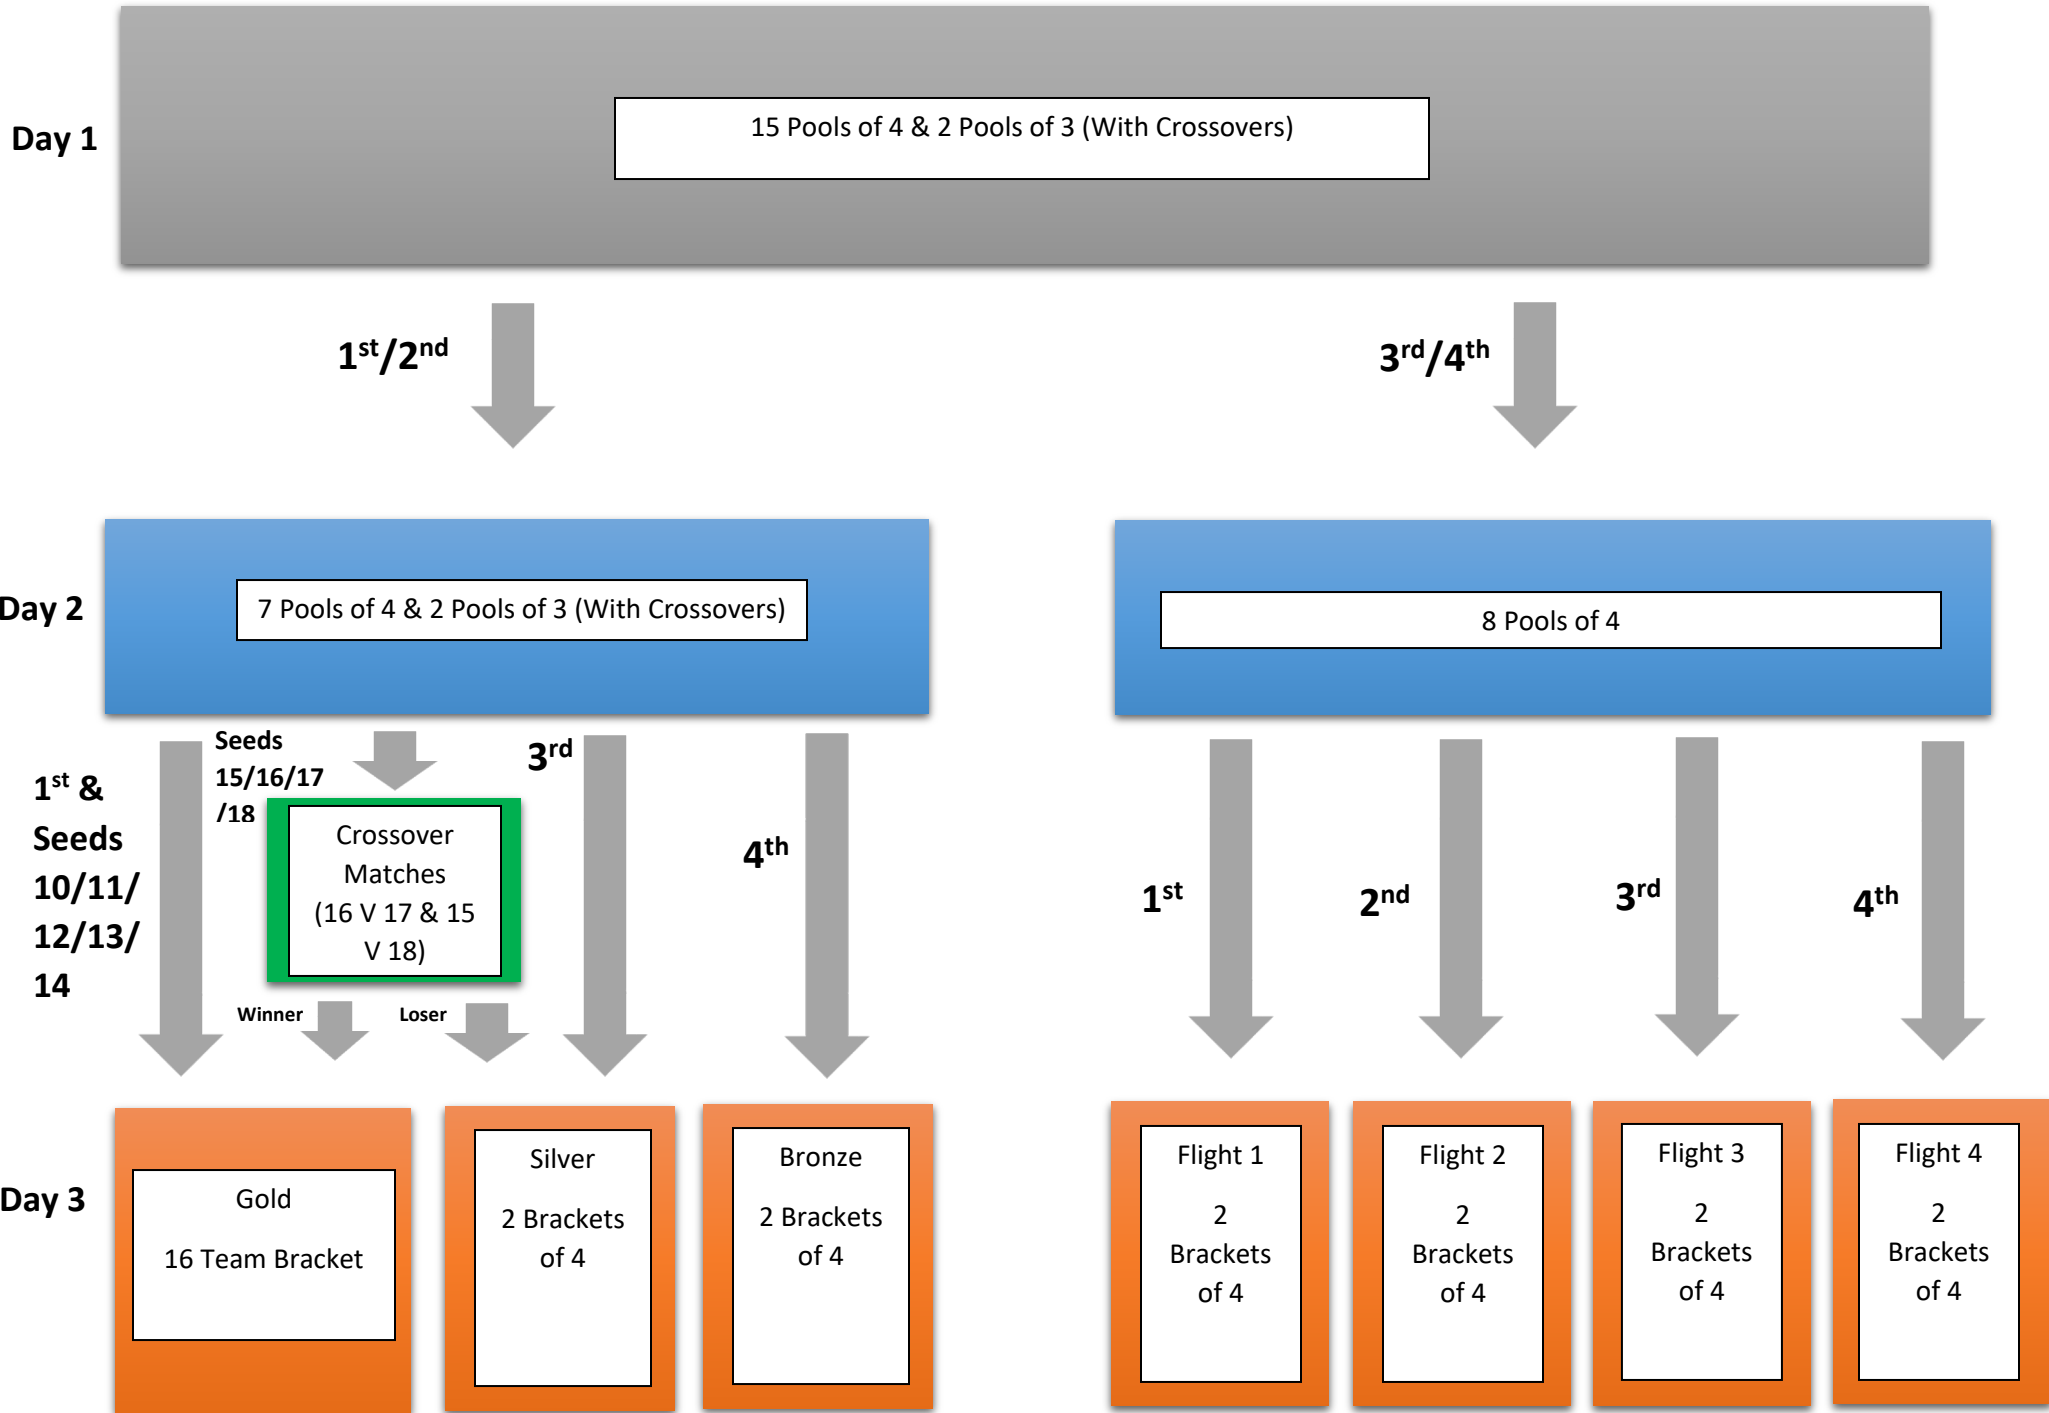 Day 1
15 Pools of 4 & 2 Pools of 3 (With Crossovers)
1st/2nd
3rd/4th
Day 2
7 Pools of 4 & 2 Pools of 3 (With Crossovers)
8 Pools of 4
1st &
Seeds
10/11/
12/13/
14
Seeds
15/16/17
/18
Crossover
Matches
(16 V 17 & 15
V 18)
Winner
Loser
3rd
4th
1st
2nd
3rd
4th
Day 3
Gold
16 Team Bracket
Silver
2 Brackets
of 4
Bronze
2 Brackets
of 4
Flight 1
2
Brackets
of 4
Flight 2
2
Brackets
of 4
Flight 3
2
Brackets
of 4
Flight 4
2
Brackets
of 4